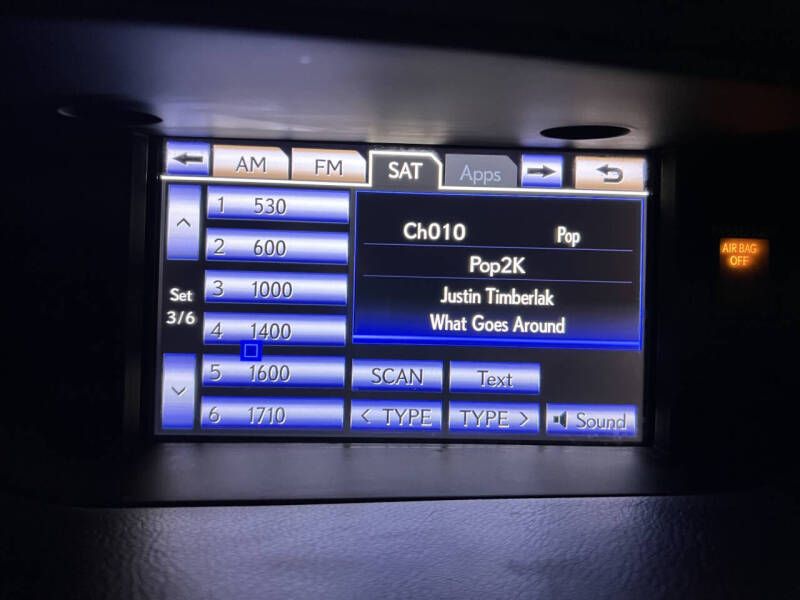 AM FM SAT Apps
1 530
2 600
3 1000
4 1400
5 1600
6 1710
Set
3/6
Ch010 Pop
Pop2K
Justin Timberlak
What Goes Around
SCAN Text
< TYPE TYPE > Sound
AIR BAG
OFF